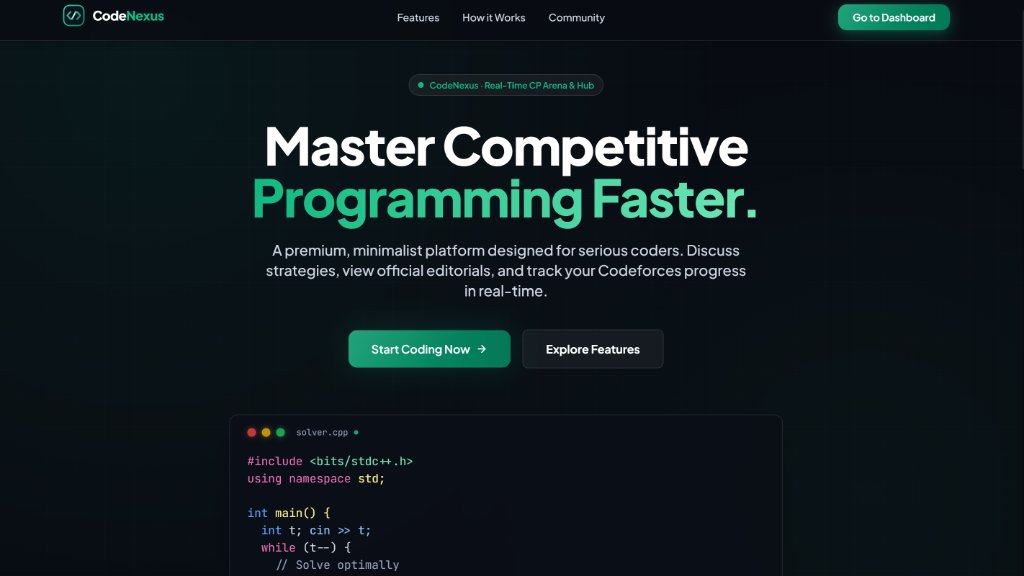 CodeNexus
Features
How it Works
Community
Go to Dashboard
CodeNexus · Real-Time CP Arena & Hub
Master Competitive
Programming Faster.
A premium, minimalist platform designed for serious coders. Discuss
strategies, view official editorials, and track your Codeforces progress
in real-time.
Start Coding Now →
Explore Features
solver.cpp
#include <bits/stdc++.h>
using namespace std;
int main() {
int t; cin >> t;
while (t--) {
// Solve optimally